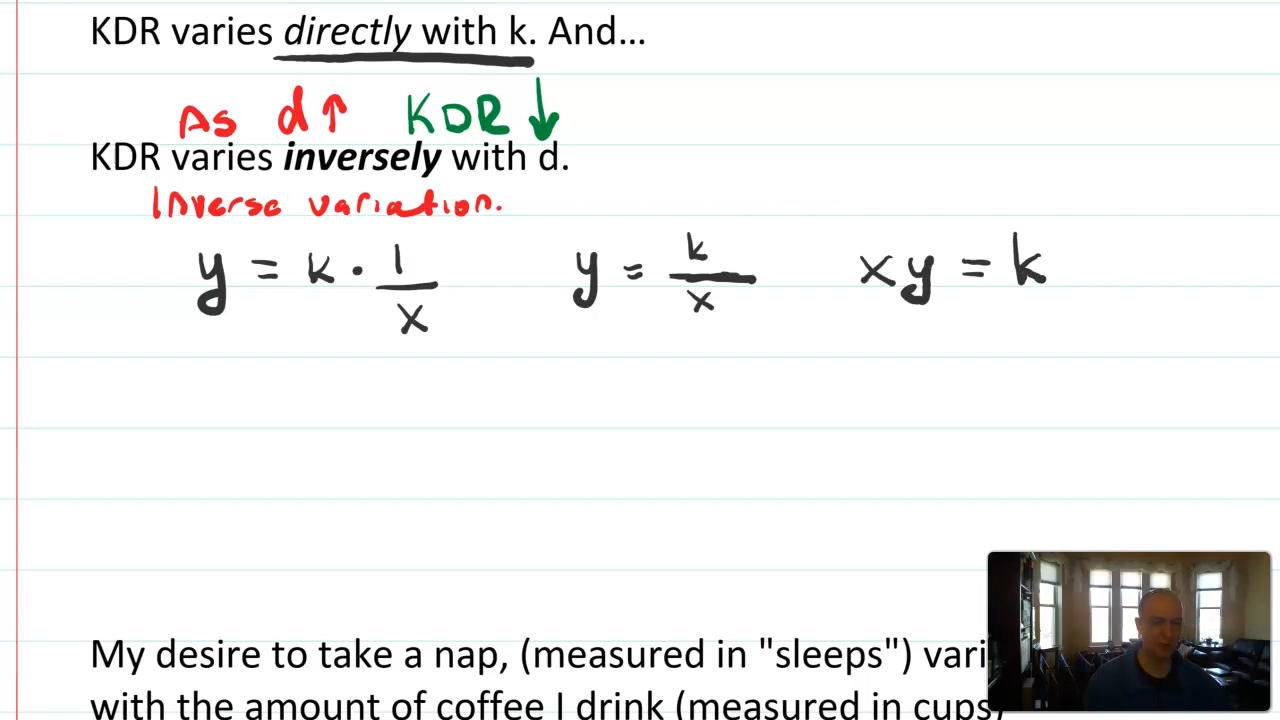 KDR varies directly with k. And...
As d↑ KDR ↓
KDR varies inversely with d.
Inverse variation.
y = k · 1/x y = k/x xy = k
My desire to take a nap, (measured in "sleeps") vari
with the amount of coffee I drink (measured in cups)